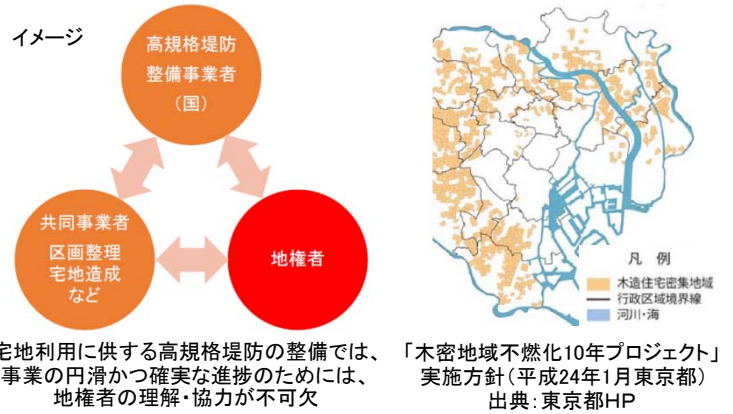 イメージ
高規格堤防
整備事業者
（国）
共同事業者
区画整理
宅地造成
など
地権者
宅地利用に供する高規格堤防の整備では、
事業の円滑かつ確実な進捗のためには、
地権者の理解・協力が不可欠
凡 例
木造住宅密集地域
行政区域境界線
河川・海
「木密地域不燃化10年プロジェクト」
実施方針（平成24年1月東京都）
出典：東京都HP